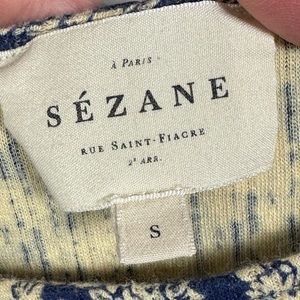 À PARIS
SÉZANE
RUE SAINT-FIACRE
2ᴱ ARR.
S